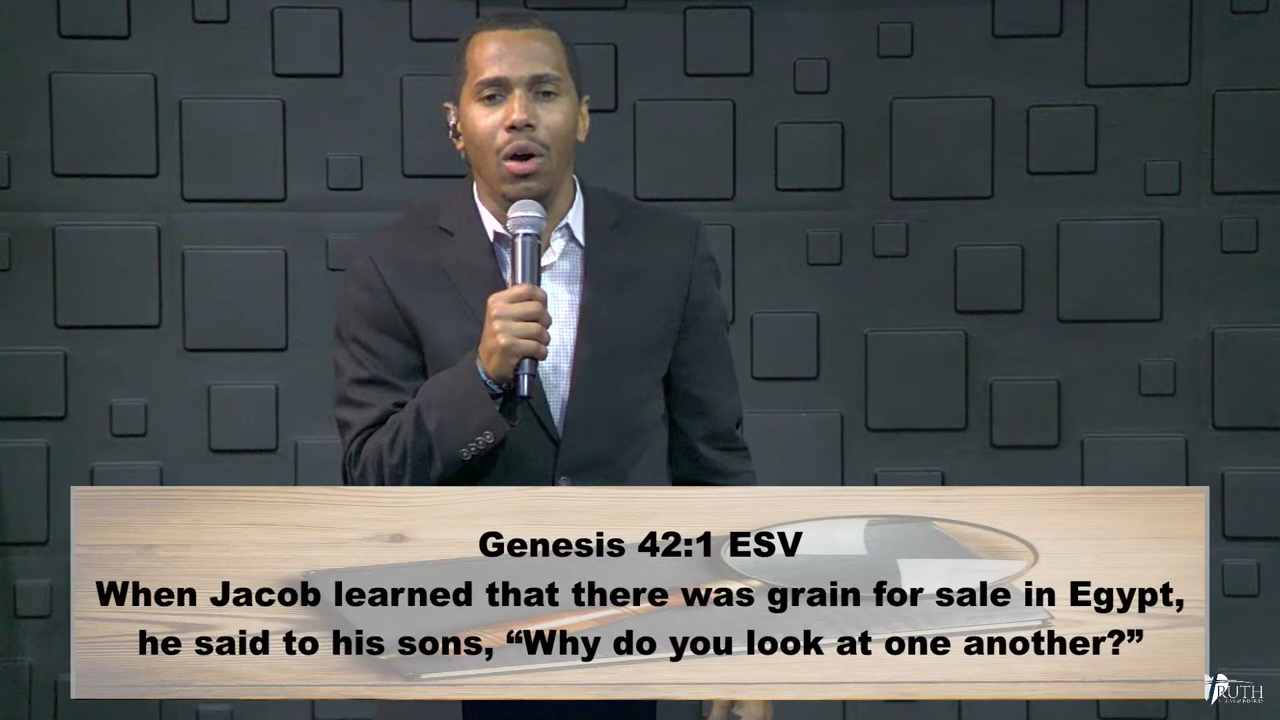 Genesis 42:1 ESV
When Jacob learned that there was grain for sale in Egypt,
he said to his sons, “Why do you look at one another?”
RUTH